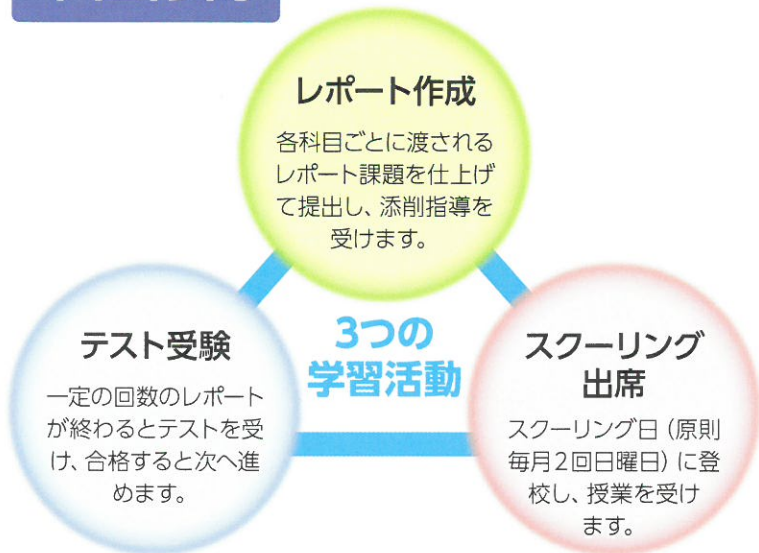 レポート作成
各科目ごとに渡される
レポート課題を仕上げ
て提出し、添削指導を
受けます。
3つの
学習活動
テスト受験
一定の回数のレポート
が終わるとテストを受
け、合格すると次へ進
めます。
スクーリング
出席
スクーリング日（原則
毎月2回日曜日）に登
校し、授業を受け
ます。